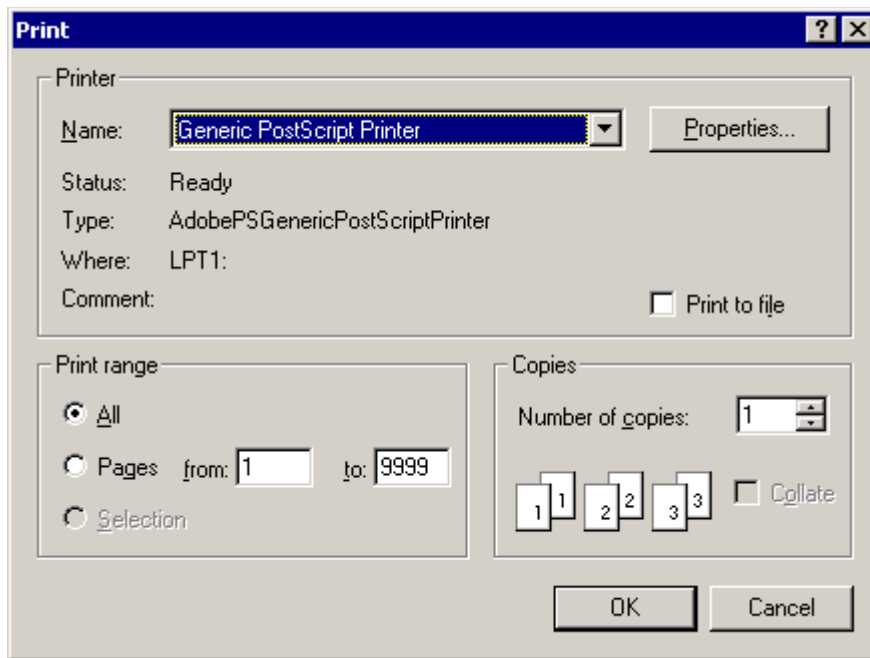 Print
Printer
Name: Generic PostScript Printer Properties...
Status: Ready
Type: AdobePSGenericPostScriptPrinter
Where: LPT1:
Comment:
Print to file
Print range
All
Pages from: 1 to: 9999
Selection
Copies
Number of copies: 1
1 1 2 2 3 3
Collate
OK Cancel